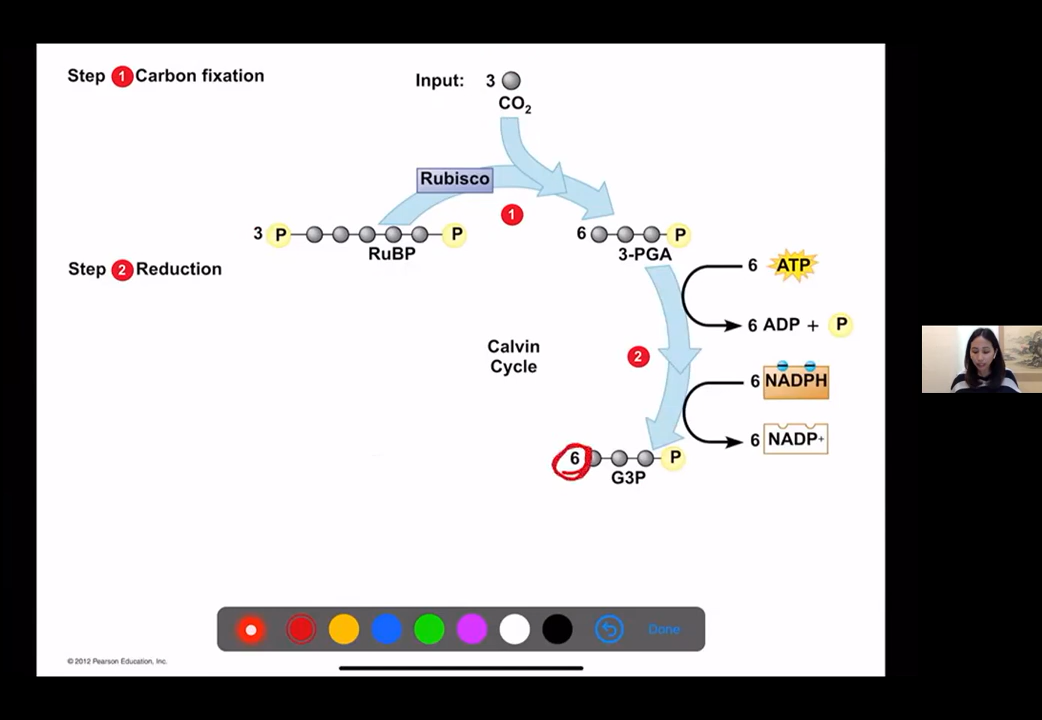 Step 1 Carbon fixation
Input: 3
CO2
Rubisco
1
3 P P
RuBP
6 P
3-PGA
Step 2 Reduction
6 ATP
6 ADP + P
Calvin
Cycle
2
6 NADPH
6 NADP+
6 P
G3P
Done
© 2012 Pearson Education, Inc.